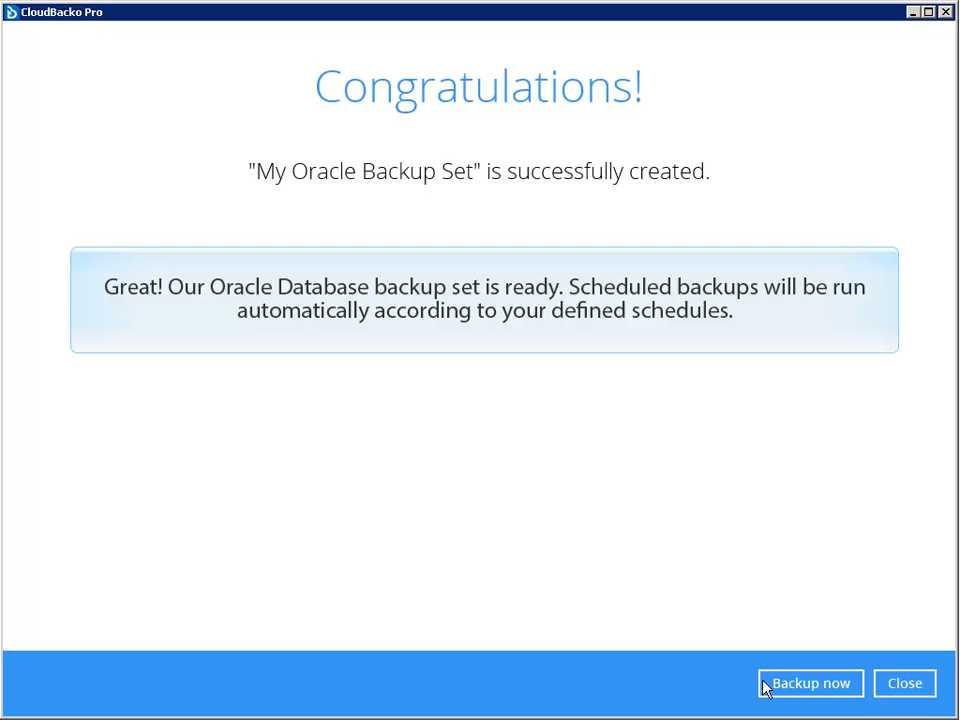 CloudBacko Pro
Congratulations!
"My Oracle Backup Set" is successfully created.
Great! Our Oracle Database backup set is ready. Scheduled backups will be run
automatically according to your defined schedules.
Backup now
Close